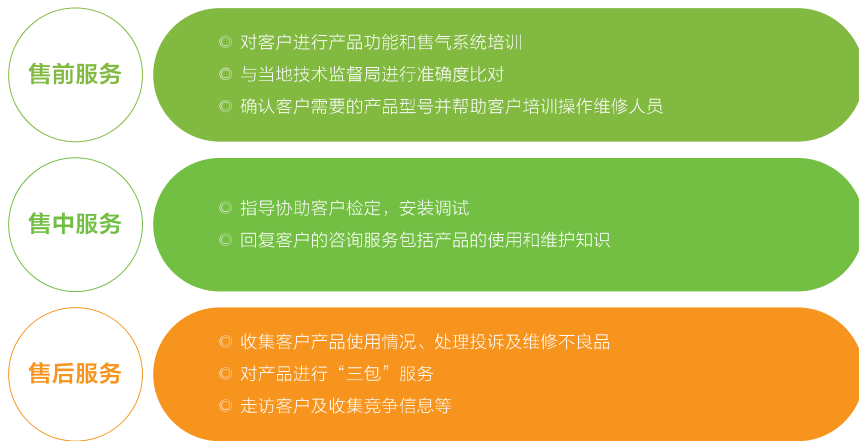 售前服务
◎ 对客户进行产品功能和售气系统培训
◎ 与当地技术监督局进行准确度比对
◎ 确认客户需要的产品型号并帮助客户培训操作维修人员
售中服务
◎ 指导协助客户检定，安装调试
◎ 回复客户的咨询服务包括产品的使用和维护知识
售后服务
◎ 收集客户产品使用情况、处理投诉及维修不良品
◎ 对产品进行“三包”服务
◎ 走访客户及收集竞争信息等